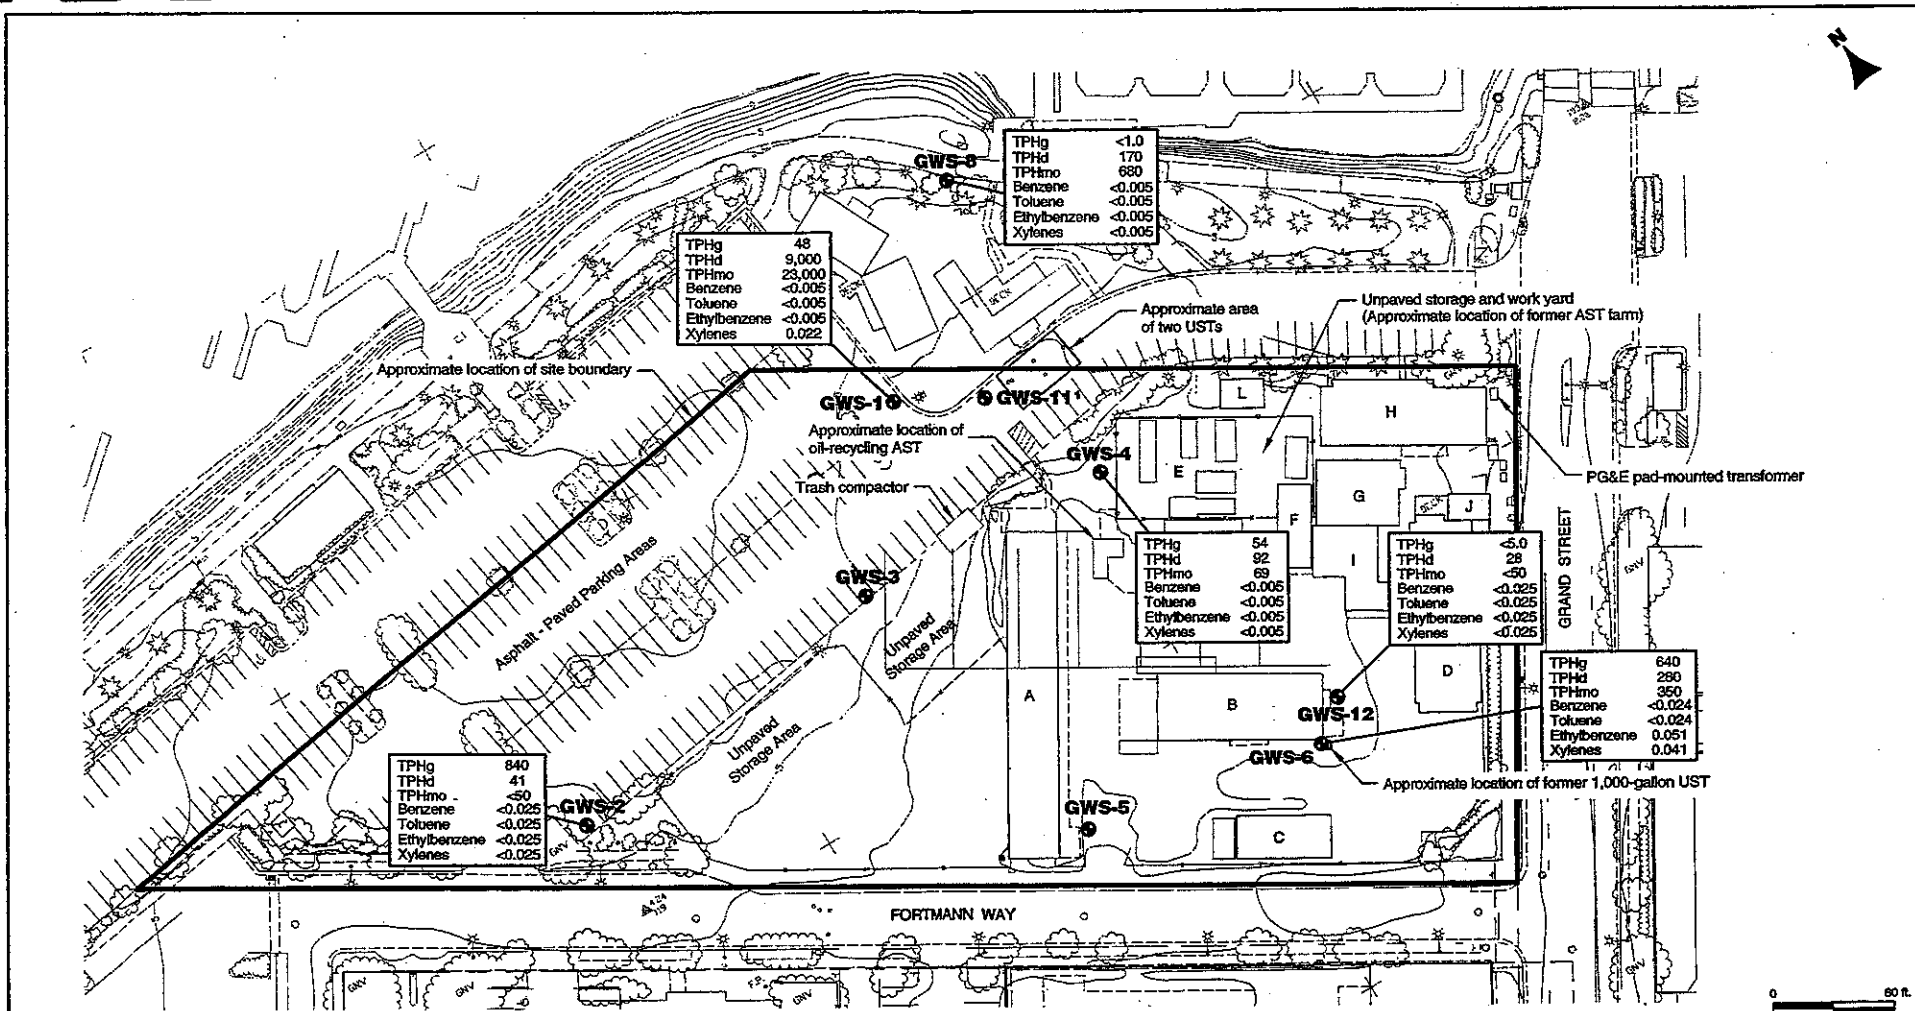 N
GWS-8
TPHg <1.0
TPHd 170
TPHmo 680
Benzene <0.005
Toluene <0.005
Ethylbenzene <0.005
Xylenes <0.005
TPHg 48
TPHd 9,000
TPHmo 23,000
Benzene <0.005
Toluene <0.005
Ethylbenzene <0.005
Xylenes 0.022
DECK
DECK
Approximate area
of two USTs
Unpaved storage and work yard
(Approximate location of former AST farm)
Approximate location of site boundary
GWS-1
GWS-11¹
L
H
Approximate location of
oil-recycling AST
GWS-4
E
PG&E pad-mounted transformer
Trash compactor
G
F
DECK
J
GRAND STREET
TPHg 54
TPHd 92
TPHmo 69
Benzene <0.005
Toluene <0.005
Ethylbenzene <0.005
Xylenes <0.005
I
TPHg <5.0
TPHd 28
TPHmo <50
Benzene <0.025
Toluene <0.025
Ethylbenzene <0.025
Xylenes <0.025
GWS-3
Asphalt - Paved Parking Areas
Unpaved
Storage Area
Unpaved
Storage Area
A
B
D
GWS-12
TPHg 640
TPHd 280
TPHmo 350
Benzene <0.024
Toluene <0.024
Ethylbenzene 0.051
Xylenes 0.041
GWS-6
Approximate location of former 1,000-gallon UST
TPHg 840
TPHd 41
TPHmo <50
Benzene <0.025
Toluene <0.025
Ethylbenzene <0.025
Xylenes <0.025
GWS-2
GWS-5
C
FORTMANN WAY
0 60 ft.